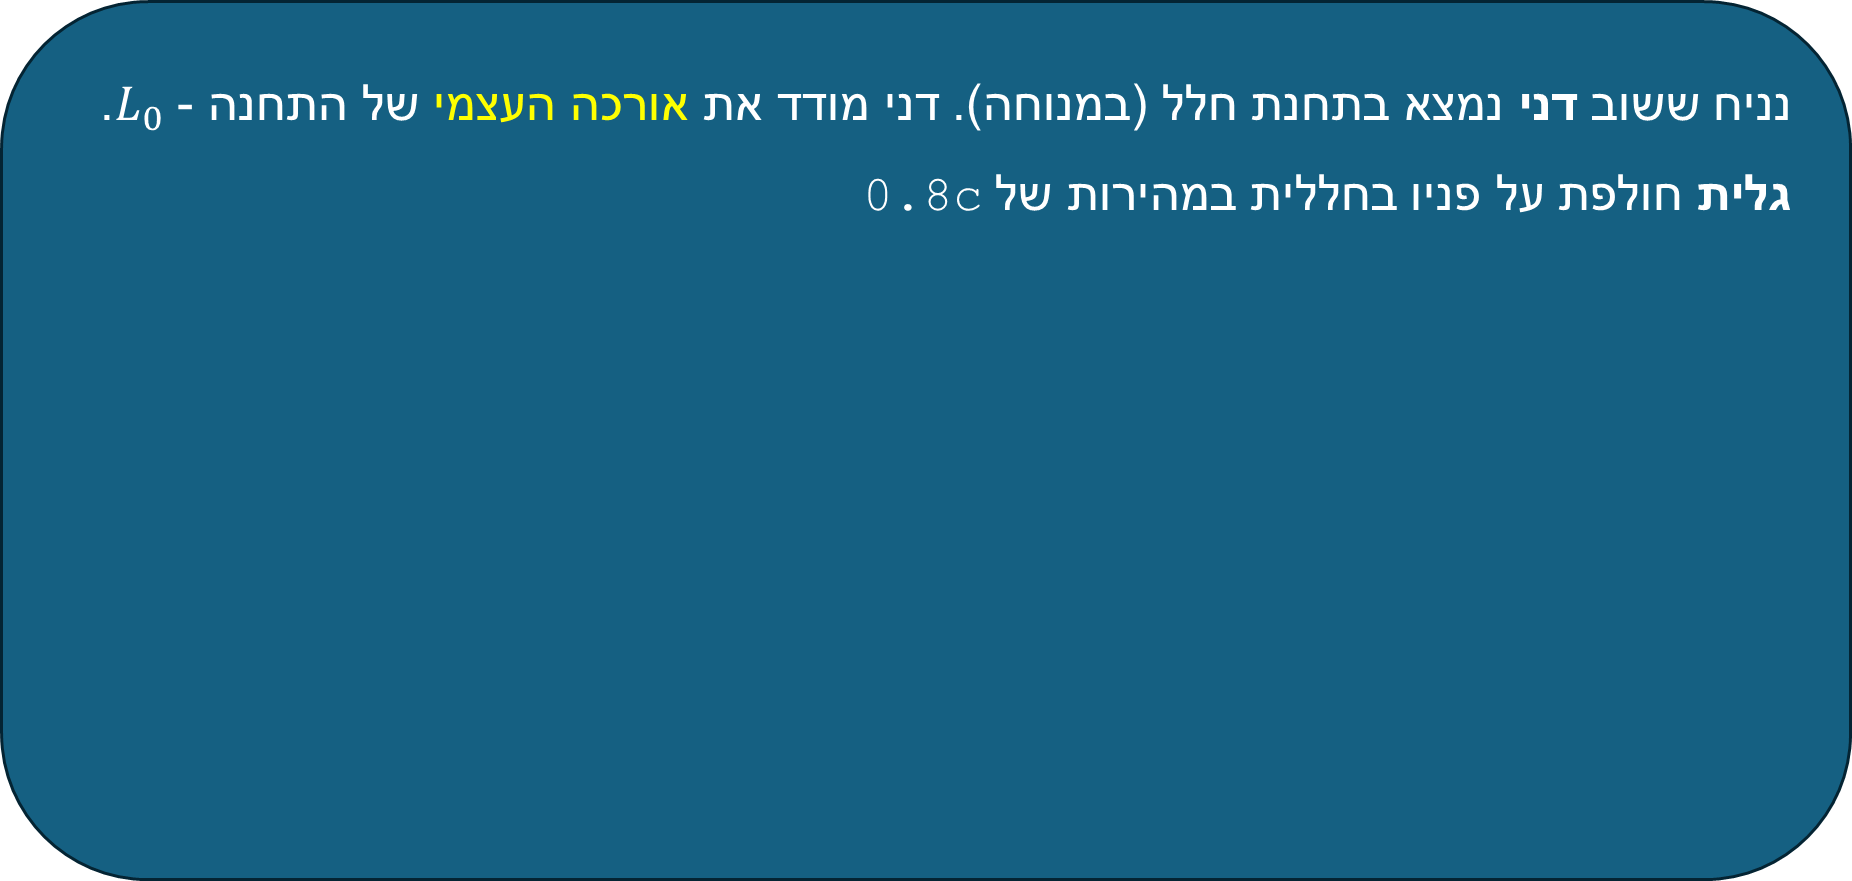 נניח ששוב דני נמצא בתחנת חלל (במנוחה). דני מודד את אורכה העצמי של התחנה - L₀.
גלית חולפת על פניו בחללית במהירות של 0.8c